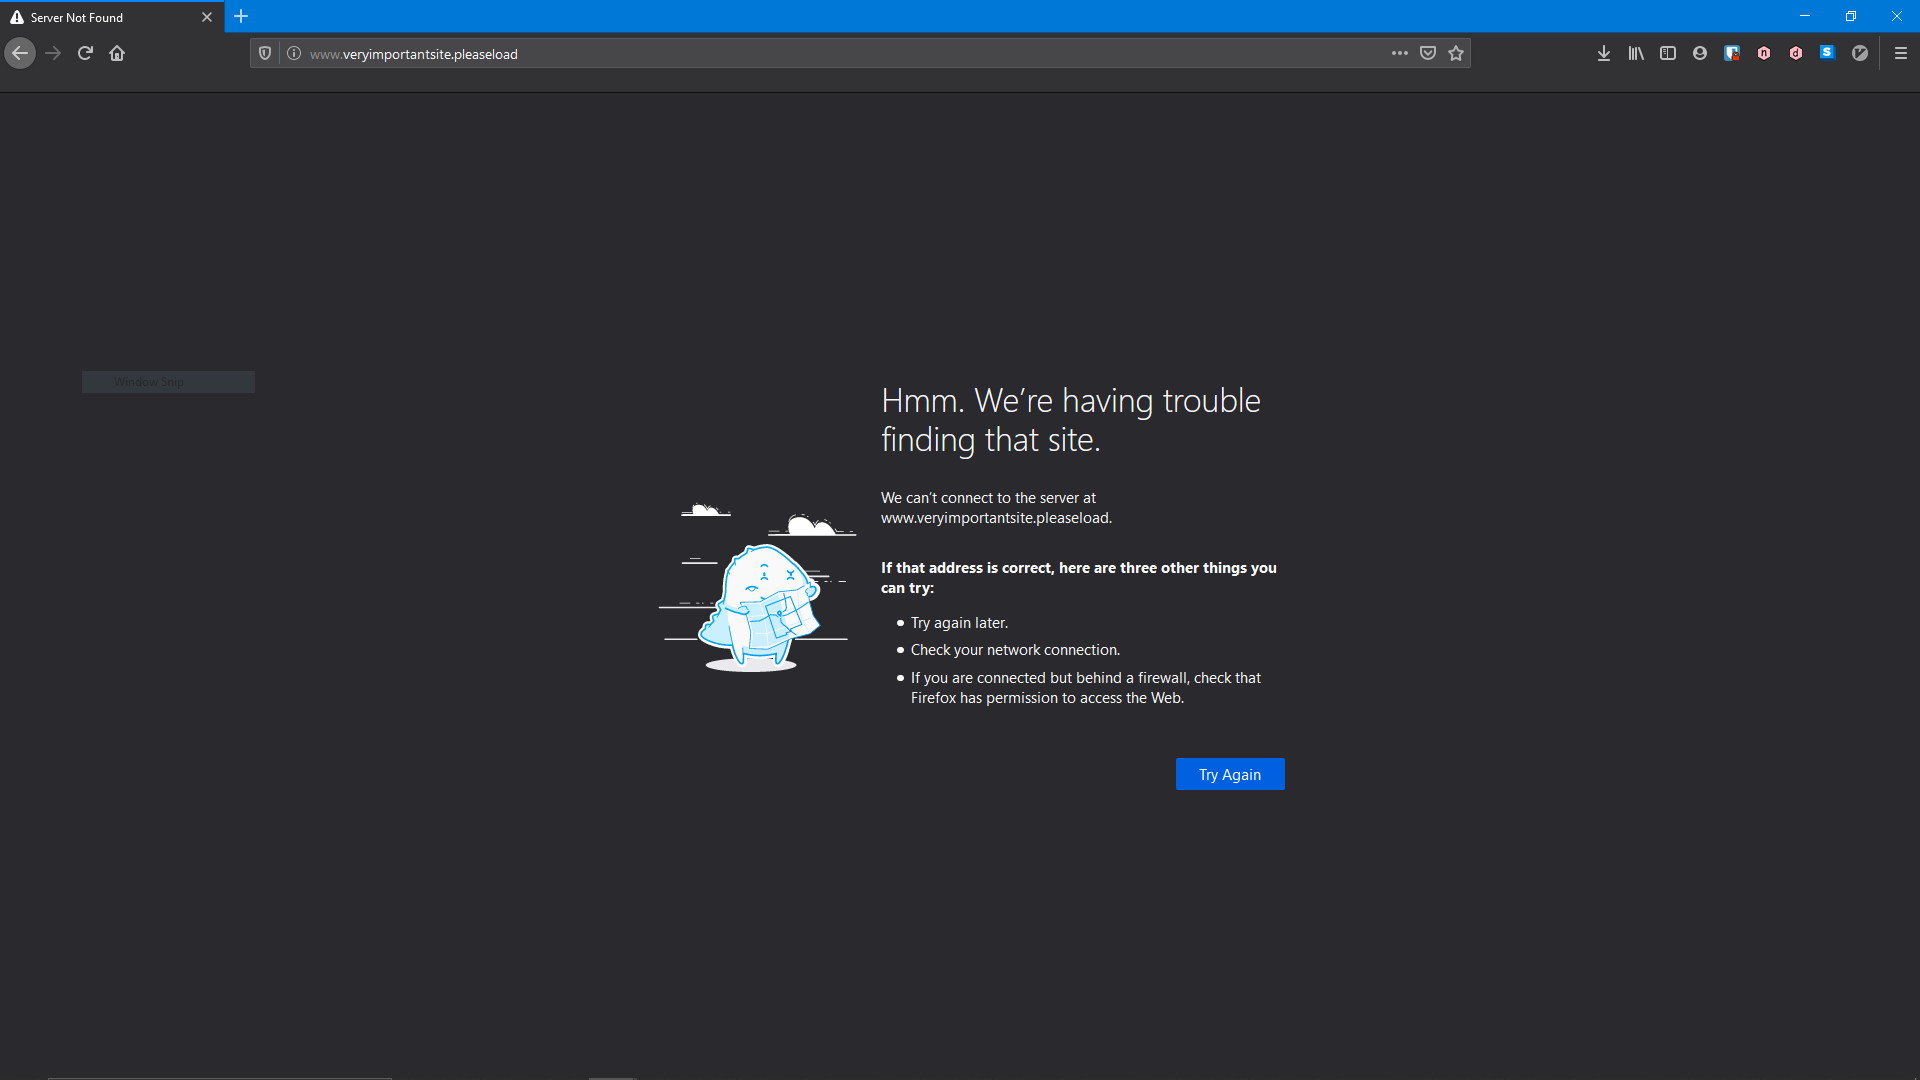 Server Not Found
www.veryimportantsite.pleaseload
Window Snip
Hmm. We’re having trouble
finding that site.
We can’t connect to the server at
www.veryimportantsite.pleaseload.
If that address is correct, here are three other things you
can try:
Try again later.
Check your network connection.
If you are connected but behind a firewall, check that
Firefox has permission to access the Web.
Try Again